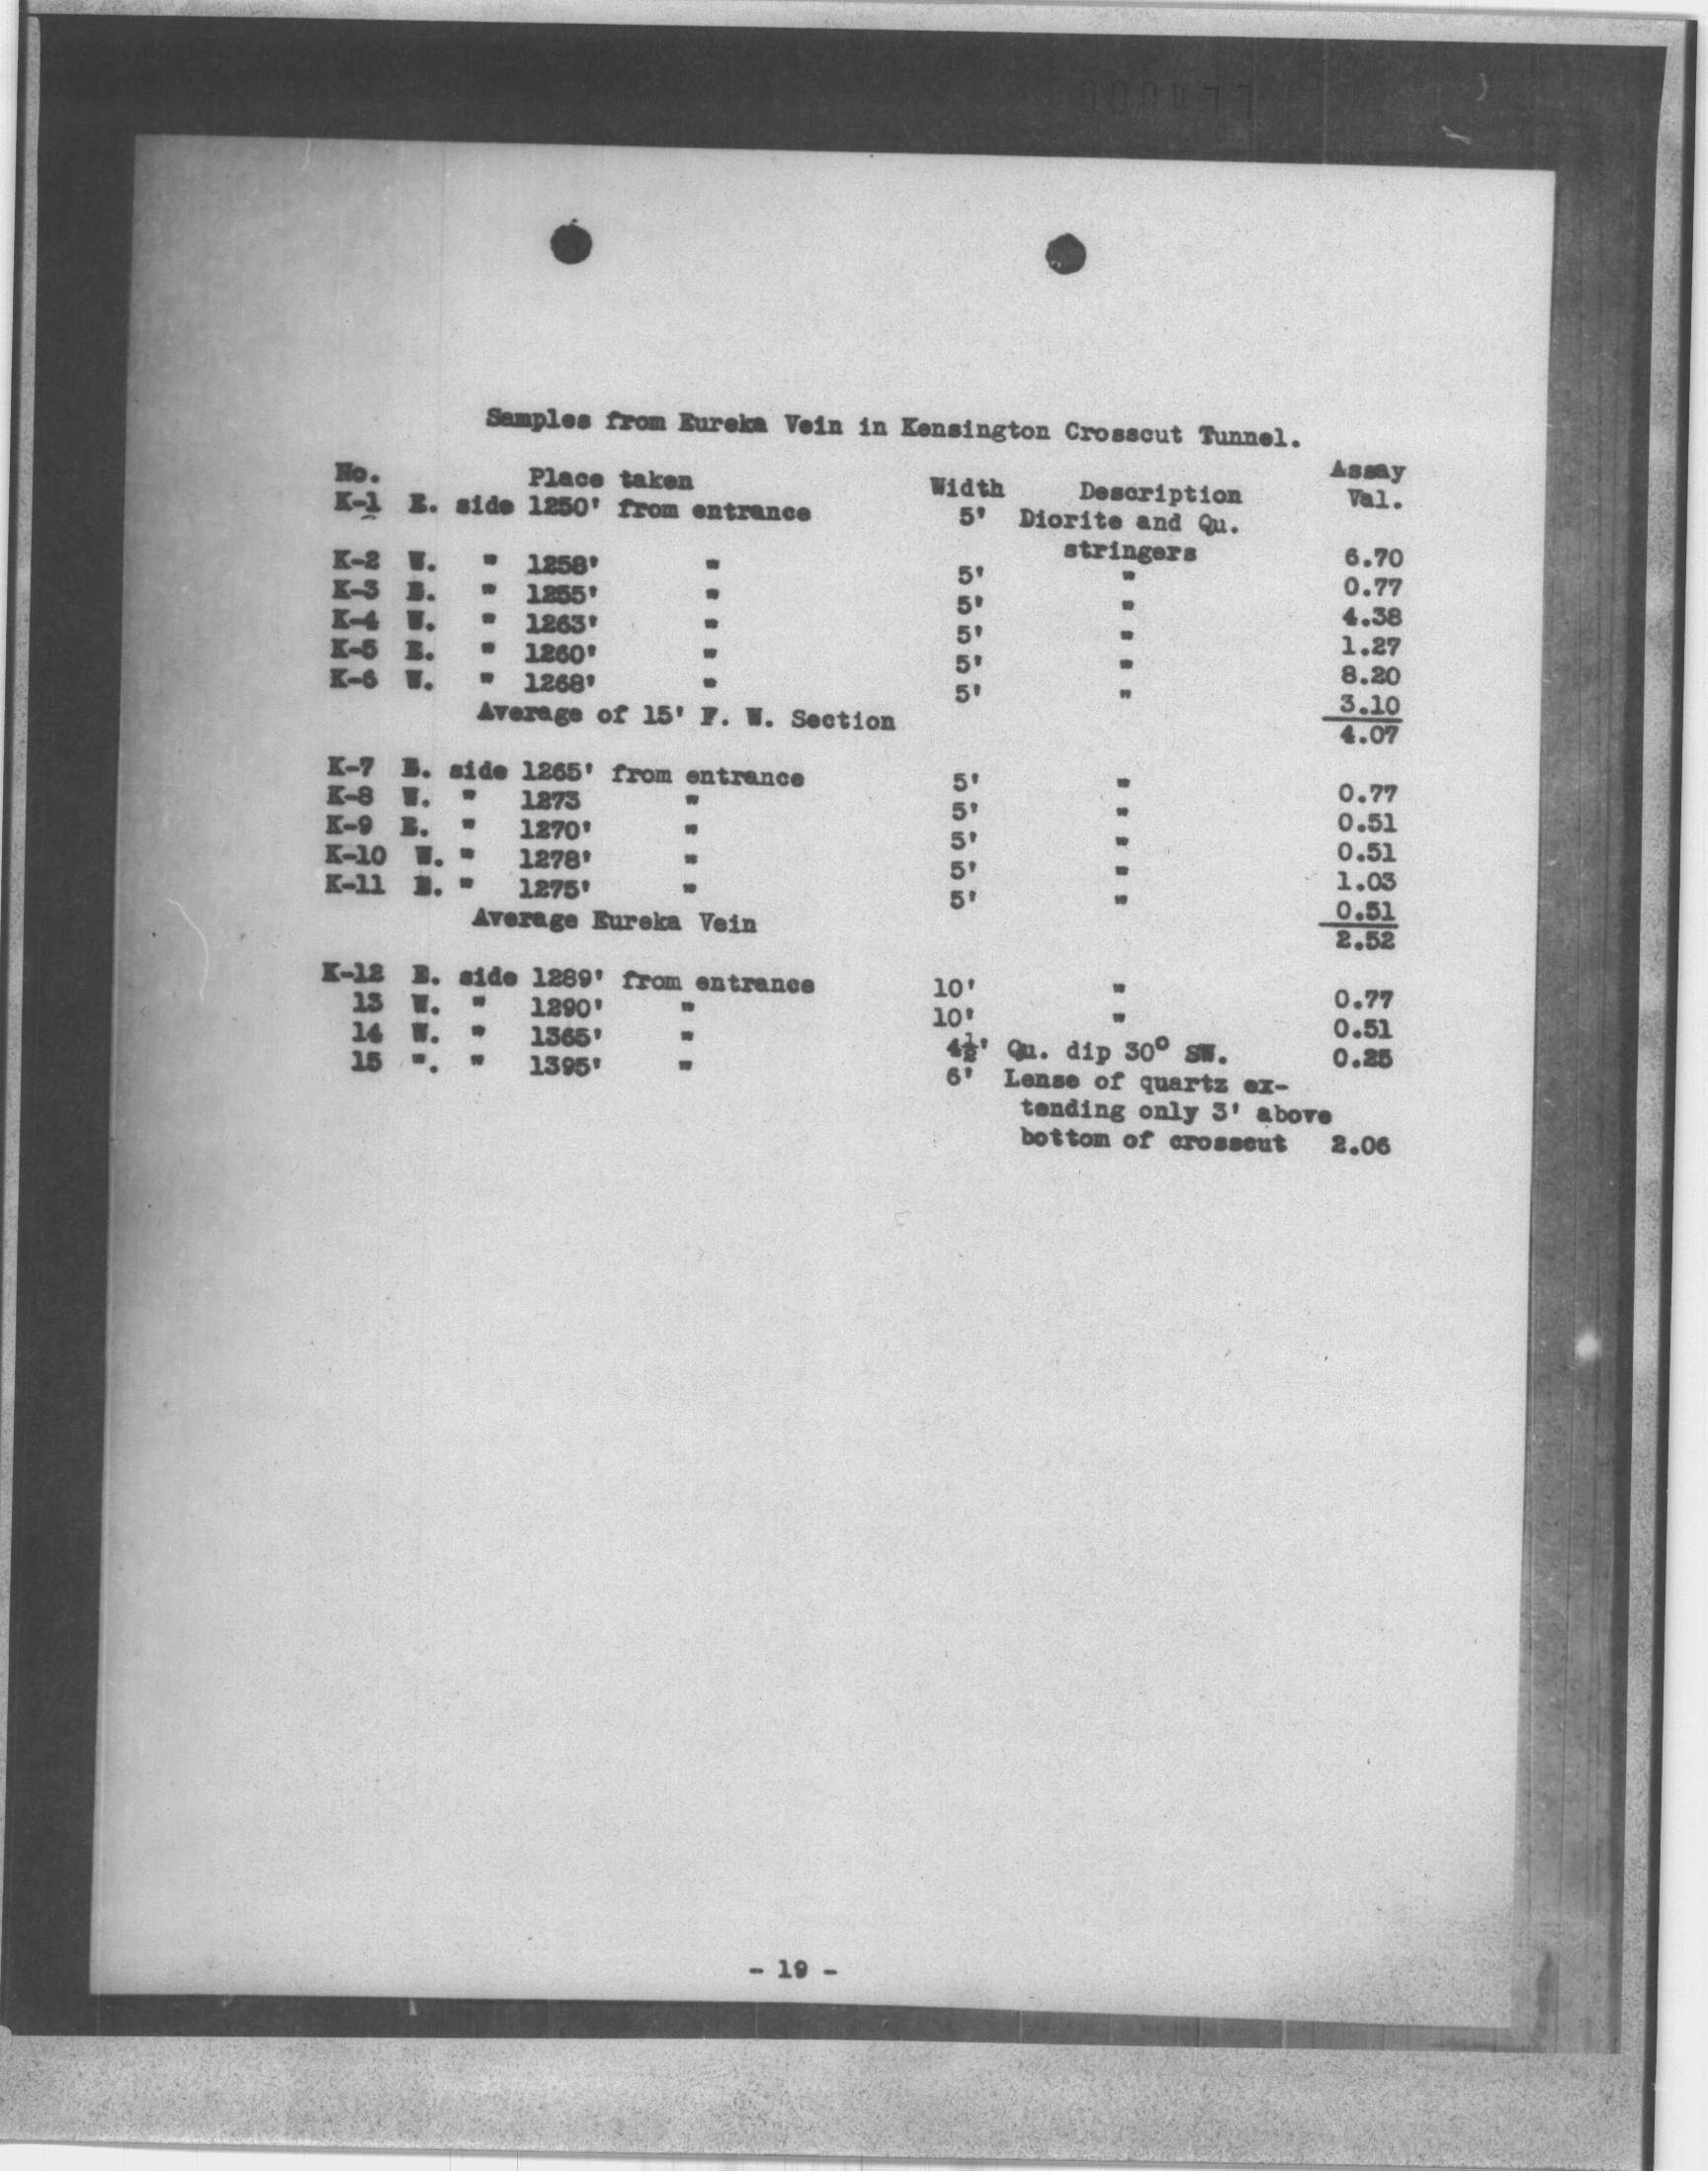 Samples from Eureka Vein in Kensington Crosscut Tunnel.
No. Place taken Width Description Assay Val.
K-1 E. side 1250' from entrance 5' Diorite and Qu.
stringers 6.70
K-2 W. " 1258' " 5' " 0.77
K-3 E. " 1255' " 5' " 4.38
K-4 W. " 1263' " 5' " 1.27
K-5 E. " 1260' " 5' " 8.20
K-6 W. " 1268' " 5' " 3.10
Average of 15' F. W. Section 4.07
K-7 E. side 1265' from entrance 5' " 0.77
K-8 W. " 1273 " 5' " 0.51
K-9 E. " 1270' " 5' " 0.51
K-10 W. " 1278' " 5' " 1.03
K-11 E. " 1275' " 5' " 0.51
Average Eureka Vein 2.52
K-12 E. side 1289' from entrance 10' " 0.77
13 W. " 1290' " 10' " 0.51
14 W. " 1365' " 4½' Qu. dip 30° SW. 0.25
15 ". " 1395' " 6' Lense of quartz ex-
tending only 3' above
bottom of crosscut 2.06
- 19 -